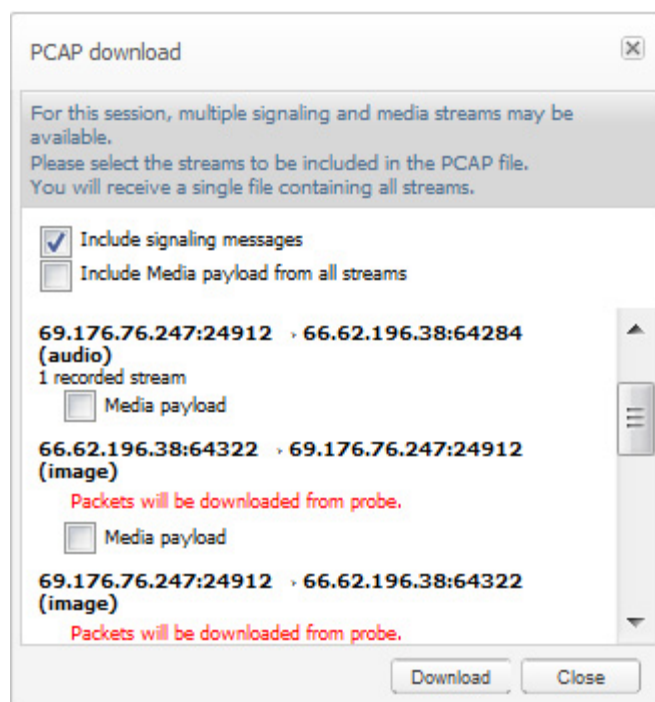 PCAP download
For this session, multiple signaling and media streams may be
available.
Please select the streams to be included in the PCAP file.
You will receive a single file containing all streams.
Include signaling messages
Include Media payload from all streams
69.176.76.247:24912 › 66.62.196.38:64284
(audio)
1 recorded stream
Media payload
66.62.196.38:64322 › 69.176.76.247:24912
(image)
Packets will be downloaded from probe.
Media payload
69.176.76.247:24912 › 66.62.196.38:64322
(image)
Packets will be downloaded from probe.
Download
Close